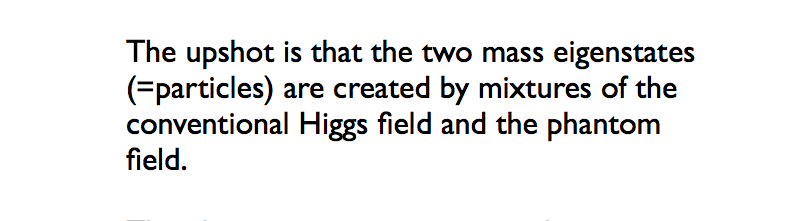 The upshot is that the two mass eigenstates
(=particles) are created by mixtures of the
conventional Higgs field and the phantom
field.